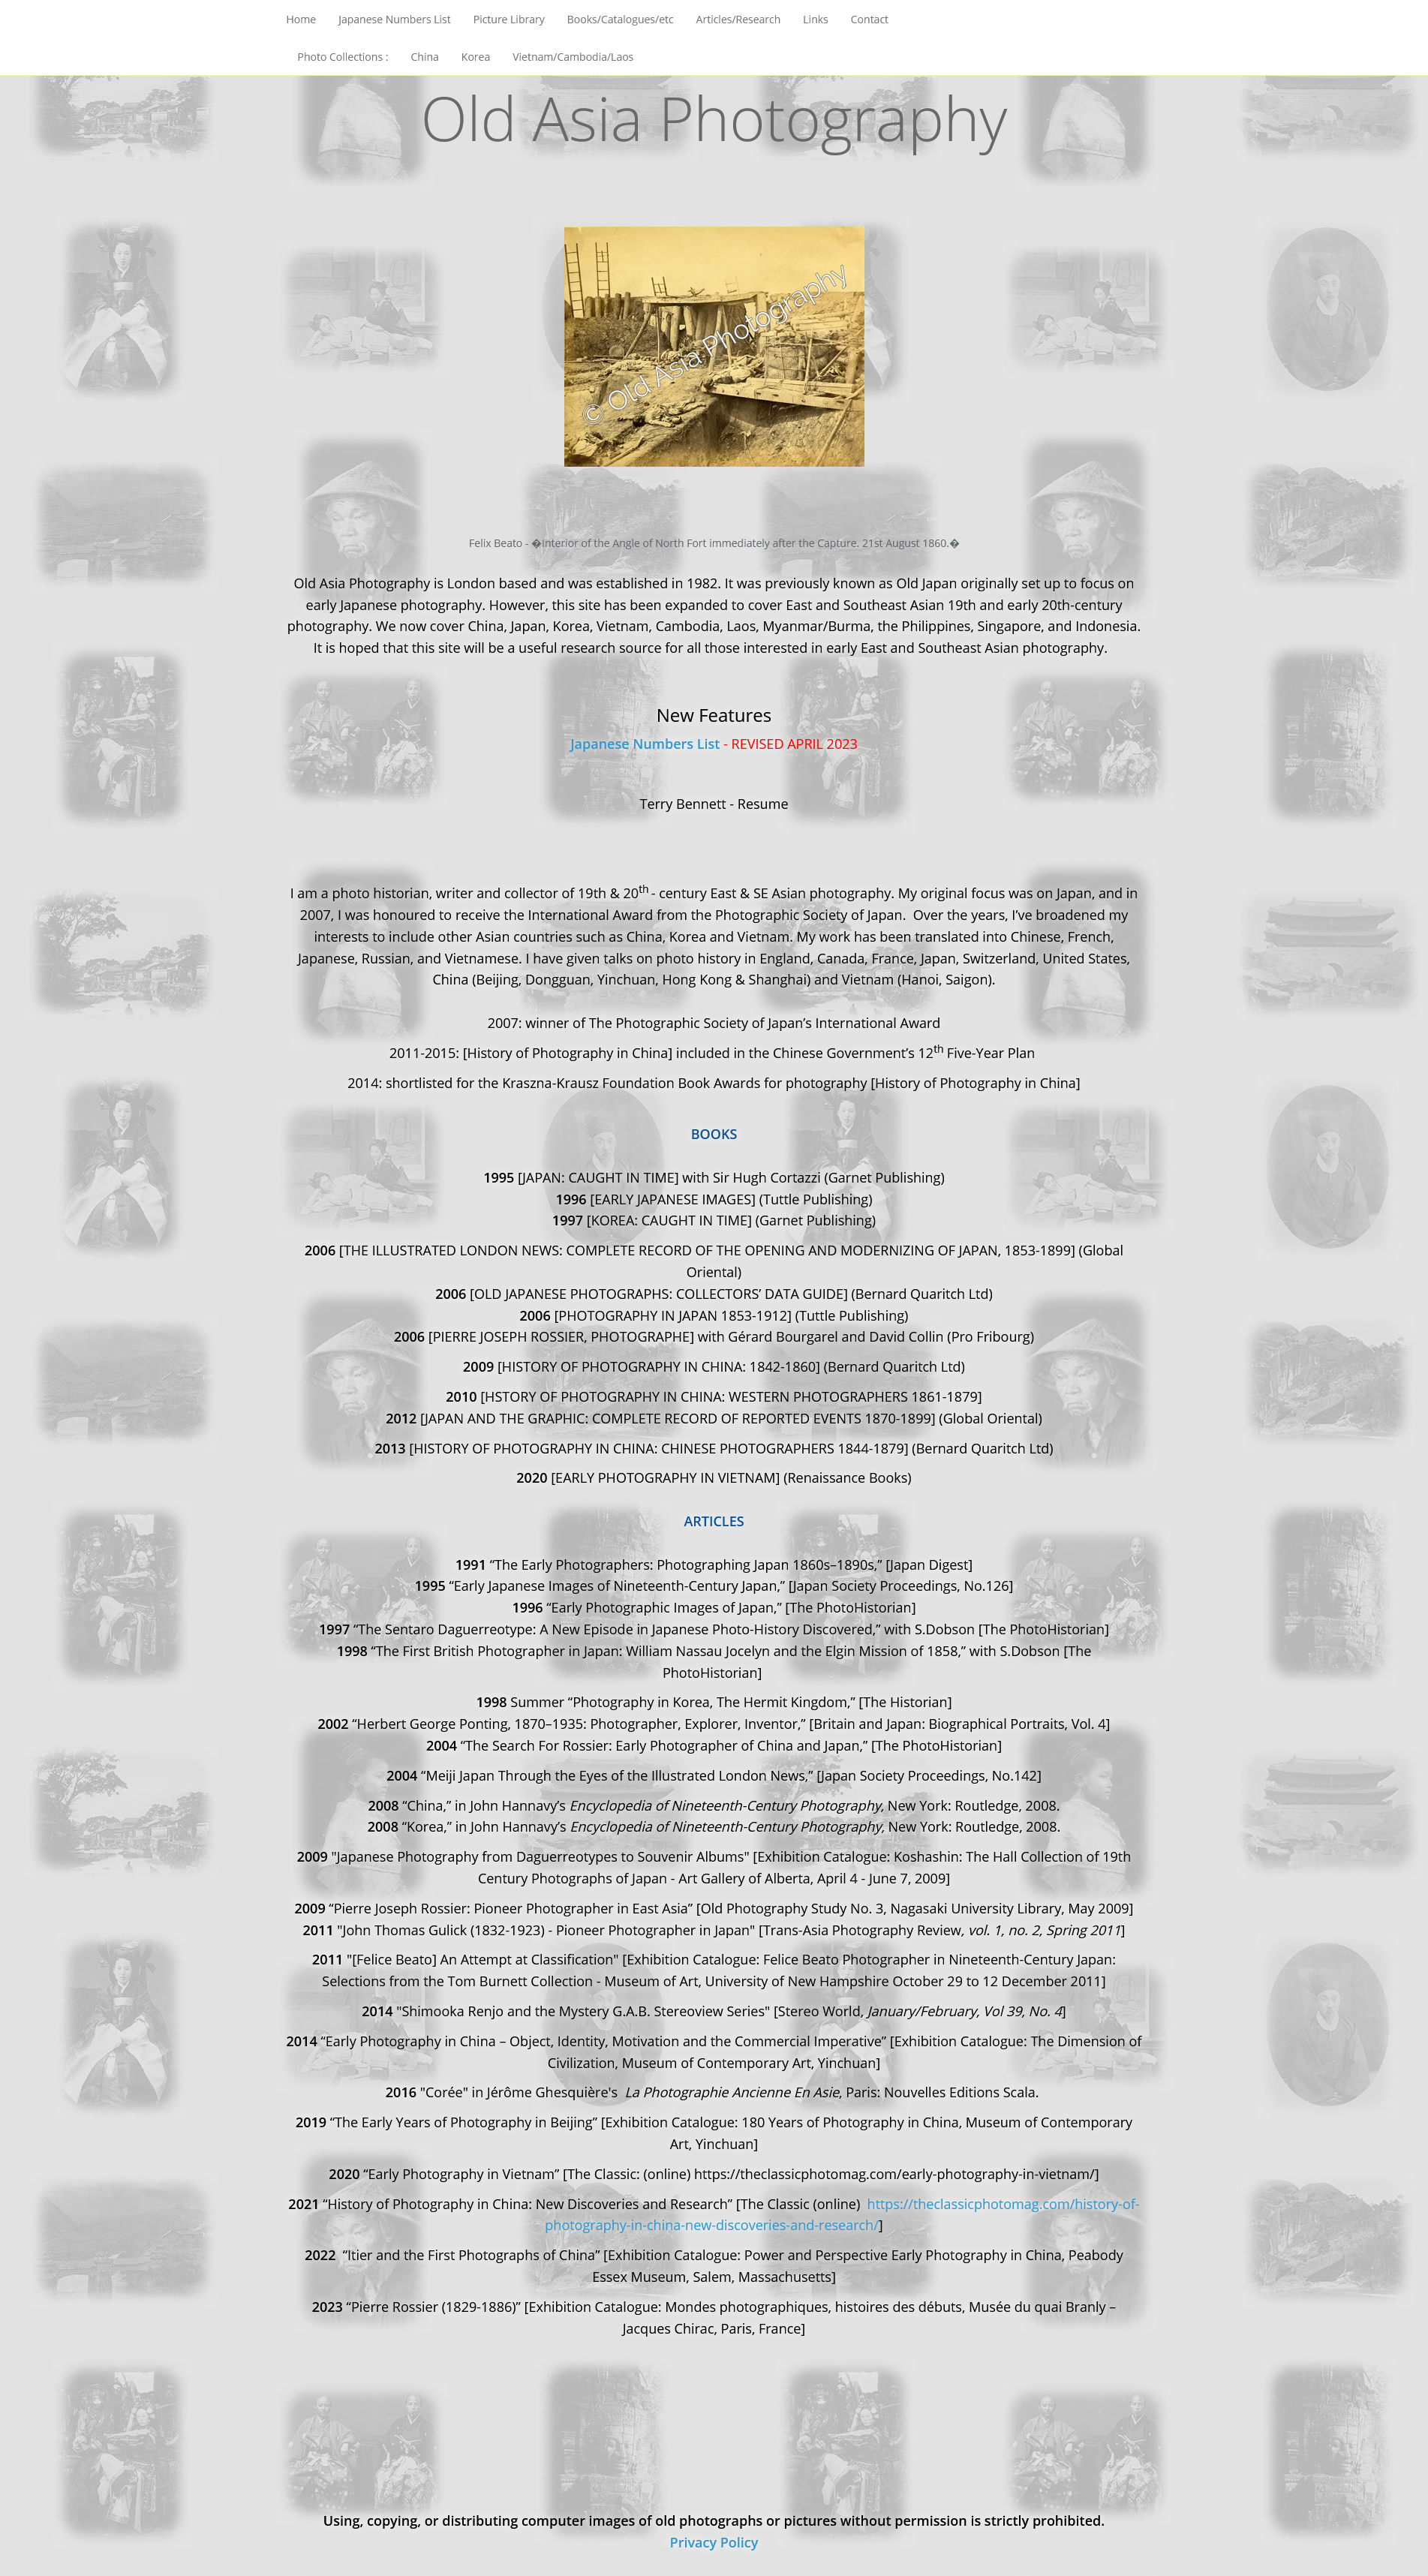 Home Japanese Numbers List Picture Library Books/Catalogues/etc Articles/Research Links Contact
Photo Collections : China Korea Vietnam/Cambodia/Laos
Old Asia Photography
© Old Asia Photography
Felix Beato - �Interior of the Angle of North Fort immediately after the Capture. 21st August 1860.�
Old Asia Photography is London based and was established in 1982. It was previously known as Old Japan originally set up to focus on
early Japanese photography. However, this site has been expanded to cover East and Southeast Asian 19th and early 20th-century
photography. We now cover China, Japan, Korea, Vietnam, Cambodia, Laos, Myanmar/Burma, the Philippines, Singapore, and Indonesia.
It is hoped that this site will be a useful research source for all those interested in early East and Southeast Asian photography.
New Features
Japanese Numbers List - REVISED APRIL 2023
Terry Bennett - Resume
I am a photo historian, writer and collector of 19th & 20th - century East & SE Asian photography. My original focus was on Japan, and in
2007, I was honoured to receive the International Award from the Photographic Society of Japan. Over the years, I’ve broadened my
interests to include other Asian countries such as China, Korea and Vietnam. My work has been translated into Chinese, French,
Japanese, Russian, and Vietnamese. I have given talks on photo history in England, Canada, France, Japan, Switzerland, United States,
China (Beijing, Dongguan, Yinchuan, Hong Kong & Shanghai) and Vietnam (Hanoi, Saigon).
2007: winner of The Photographic Society of Japan’s International Award
2011-2015: [History of Photography in China] included in the Chinese Government’s 12th Five-Year Plan
2014: shortlisted for the Kraszna-Krausz Foundation Book Awards for photography [History of Photography in China]
BOOKS
1995 [JAPAN: CAUGHT IN TIME] with Sir Hugh Cortazzi (Garnet Publishing)
1996 [EARLY JAPANESE IMAGES] (Tuttle Publishing)
1997 [KOREA: CAUGHT IN TIME] (Garnet Publishing)
2006 [THE ILLUSTRATED LONDON NEWS: COMPLETE RECORD OF THE OPENING AND MODERNIZING OF JAPAN, 1853-1899] (Global
Oriental)
2006 [OLD JAPANESE PHOTOGRAPHS: COLLECTORS’ DATA GUIDE] (Bernard Quaritch Ltd)
2006 [PHOTOGRAPHY IN JAPAN 1853-1912] (Tuttle Publishing)
2006 [PIERRE JOSEPH ROSSIER, PHOTOGRAPHE] with Gérard Bourgarel and David Collin (Pro Fribourg)
2009 [HISTORY OF PHOTOGRAPHY IN CHINA: 1842-1860] (Bernard Quaritch Ltd)
2010 [HSTORY OF PHOTOGRAPHY IN CHINA: WESTERN PHOTOGRAPHERS 1861-1879]
2012 [JAPAN AND THE GRAPHIC: COMPLETE RECORD OF REPORTED EVENTS 1870-1899] (Global Oriental)
2013 [HISTORY OF PHOTOGRAPHY IN CHINA: CHINESE PHOTOGRAPHERS 1844-1879] (Bernard Quaritch Ltd)
2020 [EARLY PHOTOGRAPHY IN VIETNAM] (Renaissance Books)
ARTICLES
1991 “The Early Photographers: Photographing Japan 1860s–1890s,” [Japan Digest]
1995 “Early Japanese Images of Nineteenth-Century Japan,” [Japan Society Proceedings, No.126]
1996 “Early Photographic Images of Japan,” [The PhotoHistorian]
1997 “The Sentaro Daguerreotype: A New Episode in Japanese Photo-History Discovered,” with S.Dobson [The PhotoHistorian]
1998 “The First British Photographer in Japan: William Nassau Jocelyn and the Elgin Mission of 1858,” with S.Dobson [The
PhotoHistorian]
1998 Summer “Photography in Korea, The Hermit Kingdom,” [The Historian]
2002 “Herbert George Ponting, 1870–1935: Photographer, Explorer, Inventor,” [Britain and Japan: Biographical Portraits, Vol. 4]
2004 “The Search For Rossier: Early Photographer of China and Japan,” [The PhotoHistorian]
2004 “Meiji Japan Through the Eyes of the Illustrated London News,” [Japan Society Proceedings, No.142]
2008 “China,” in John Hannavy’s Encyclopedia of Nineteenth-Century Photography, New York: Routledge, 2008.
2008 “Korea,” in John Hannavy’s Encyclopedia of Nineteenth-Century Photography, New York: Routledge, 2008.
2009 "Japanese Photography from Daguerreotypes to Souvenir Albums" [Exhibition Catalogue: Koshashin: The Hall Collection of 19th
Century Photographs of Japan - Art Gallery of Alberta, April 4 - June 7, 2009]
2009 “Pierre Joseph Rossier: Pioneer Photographer in East Asia” [Old Photography Study No. 3, Nagasaki University Library, May 2009]
2011 "John Thomas Gulick (1832-1923) - Pioneer Photographer in Japan" [Trans-Asia Photography Review, vol. 1, no. 2, Spring 2011]
2011 "[Felice Beato] An Attempt at Classification" [Exhibition Catalogue: Felice Beato Photographer in Nineteenth-Century Japan:
Selections from the Tom Burnett Collection - Museum of Art, University of New Hampshire October 29 to 12 December 2011]
2014 "Shimooka Renjo and the Mystery G.A.B. Stereoview Series" [Stereo World, January/February, Vol 39, No. 4]
2014 “Early Photography in China – Object, Identity, Motivation and the Commercial Imperative” [Exhibition Catalogue: The Dimension of
Civilization, Museum of Contemporary Art, Yinchuan]
2016 "Corée" in Jérôme Ghesquière's La Photographie Ancienne En Asie, Paris: Nouvelles Editions Scala.
2019 “The Early Years of Photography in Beijing” [Exhibition Catalogue: 180 Years of Photography in China, Museum of Contemporary
Art, Yinchuan]
2020 “Early Photography in Vietnam” [The Classic: (online) https://theclassicphotomag.com/early-photography-in-vietnam/]
2021 “History of Photography in China: New Discoveries and Research” [The Classic (online) https://theclassicphotomag.com/history-of-
photography-in-china-new-discoveries-and-research/]
2022 “Itier and the First Photographs of China” [Exhibition Catalogue: Power and Perspective Early Photography in China, Peabody
Essex Museum, Salem, Massachusetts]
2023 “Pierre Rossier (1829-1886)” [Exhibition Catalogue: Mondes photographiques, histoires des débuts, Musée du quai Branly –
Jacques Chirac, Paris, France]
Using, copying, or distributing computer images of old photographs or pictures without permission is strictly prohibited.
Privacy Policy